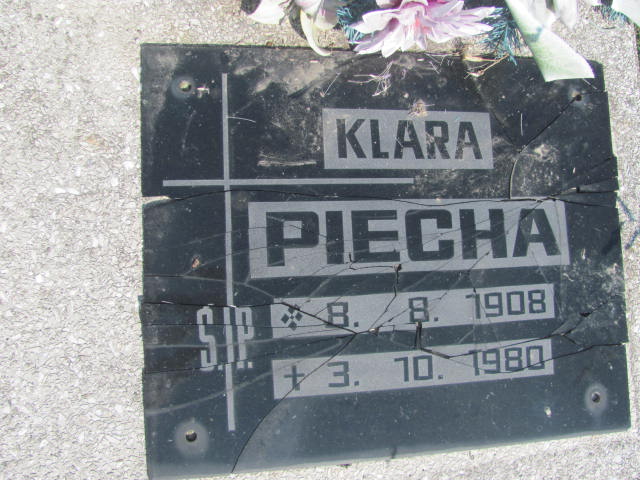 KLARA
PIECHA
8. 8. 1908
Ś.P.
+ 3. 10. 1980